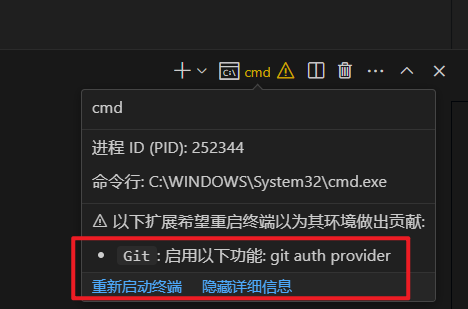 cmd
cmd
进程 ID (PID): 252344
命令行: C:\WINDOWS\System32\cmd.exe
以下扩展希望重启终端以为其环境做出贡献:
• Git: 启用以下功能: git auth provider
重新启动终端 隐藏详细信息